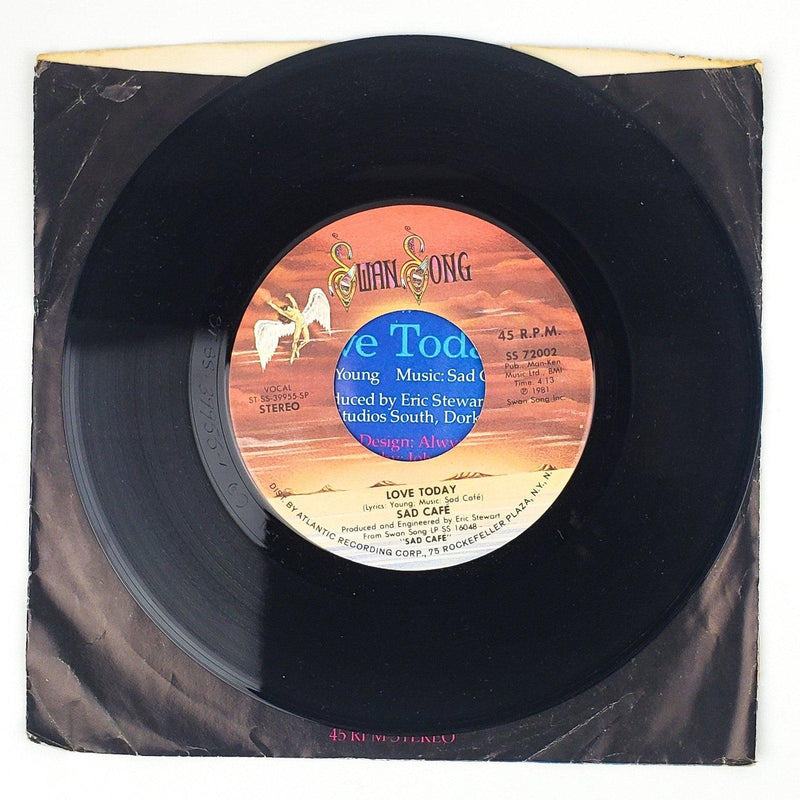 SWAN SONG
45 R.P.M.
SS 72002
Pub., Man-Ken
Music Ltd., BMI
Time: 4:13
℗ 1981
Swan Song Inc.
VOCAL
ST-SS-39955-SP
STEREO
ve Toda
Young Music: Sad C
duced by Eric Stewar
tudios South, Dork
Design: Alwy
LOVE TODAY
(Lyrics: Young, Music: Sad Café)
SAD CAFÉ
Produced and Engineered by Eric Stewart
From Swan Song LP SS 16048
"SAD CAFÉ"
DIST. BY ATLANTIC RECORDING CORP., 75 ROCKEFELLER PLAZA, N.Y., N.Y.
45 RPM STEREO